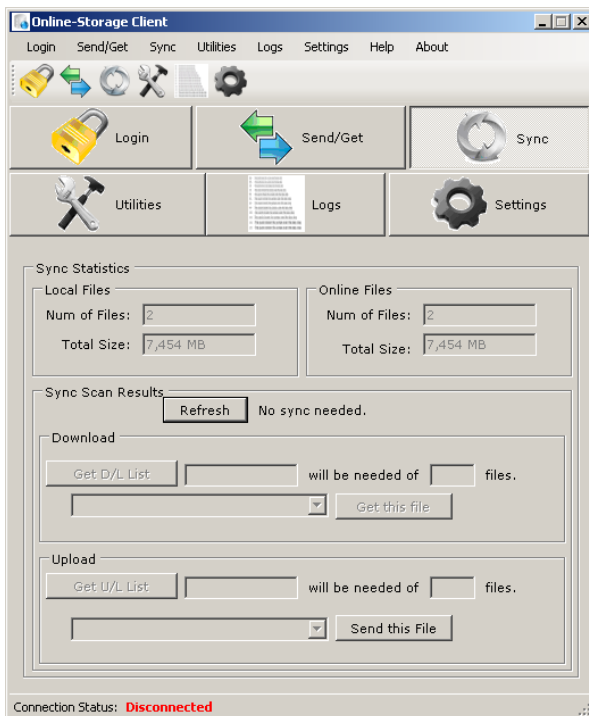 Online-Storage Client
Login Send/Get Sync Utilities Logs Settings Help About
Login Send/Get Sync
Utilities Logs Settings
Sync Statistics
Local Files Online Files
Num of Files: 2 Num of Files: 2
Total Size: 7,454 MB Total Size: 7,454 MB
Sync Scan Results
Refresh No sync needed.
Download
Get D/L List will be needed of files.
Get this file
Upload
Get U/L List will be needed of files.
Send this File
Connection Status: Disconnected